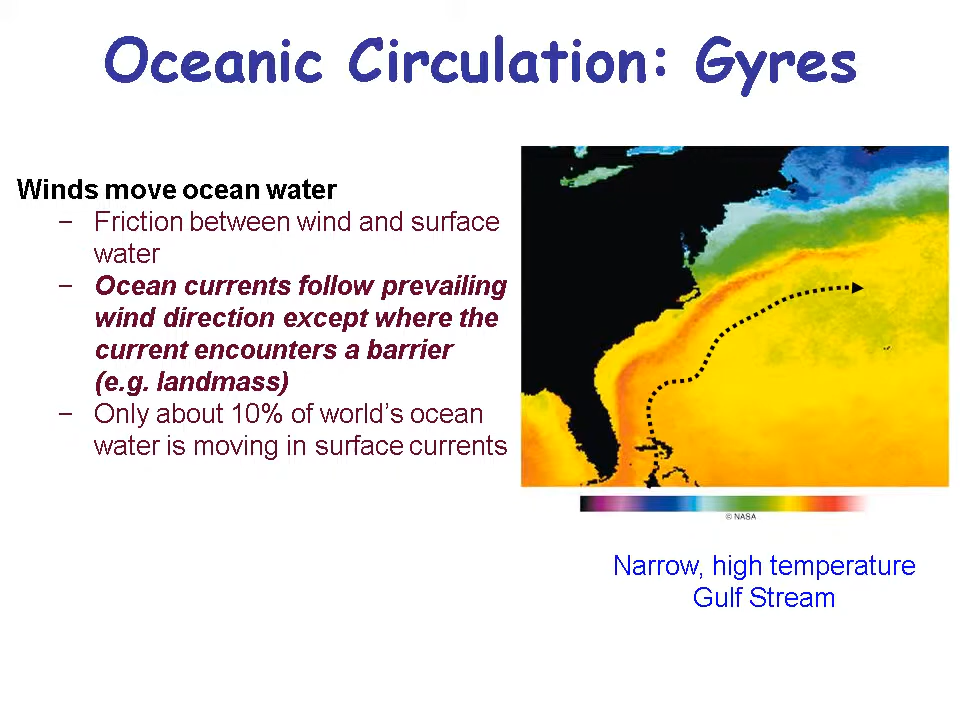 Oceanic Circulation: Gyres
Winds move ocean water
− Friction between wind and surface
water
− Ocean currents follow prevailing
wind direction except where the
current encounters a barrier
(e.g. landmass)
− Only about 10% of world's ocean
water is moving in surface currents
© NASA
Narrow, high temperature
Gulf Stream